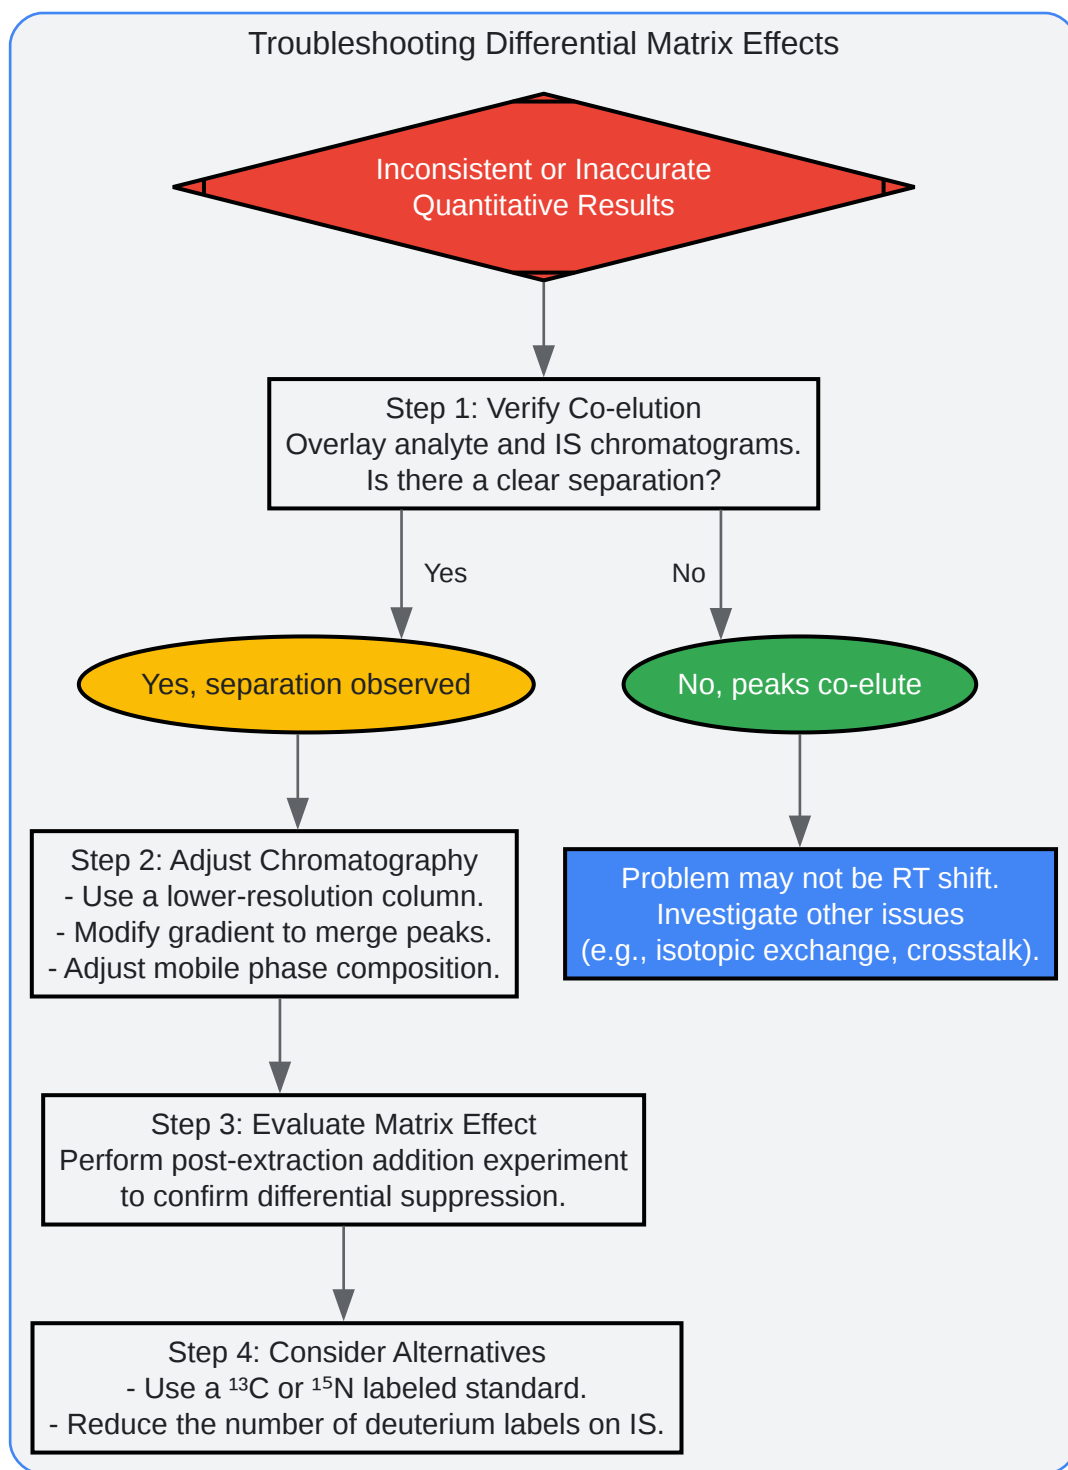 Troubleshooting Differential Matrix Effects
Inconsistent or Inaccurate
Quantitative Results
Step 1: Verify Co-elution
Overlay analyte and IS chromatograms.
Is there a clear separation?
Yes
No
Yes, separation observed
No, peaks co-elute
Step 2: Adjust Chromatography
- Use a lower-resolution column.
- Modify gradient to merge peaks.
- Adjust mobile phase composition.
Problem may not be RT shift.
Investigate other issues
(e.g., isotopic exchange, crosstalk).
Step 3: Evaluate Matrix Effect
Perform post-extraction addition experiment
to confirm differential suppression.
Step 4: Consider Alternatives
- Use a ¹³C or ¹⁵N labeled standard.
- Reduce the number of deuterium labels on IS.